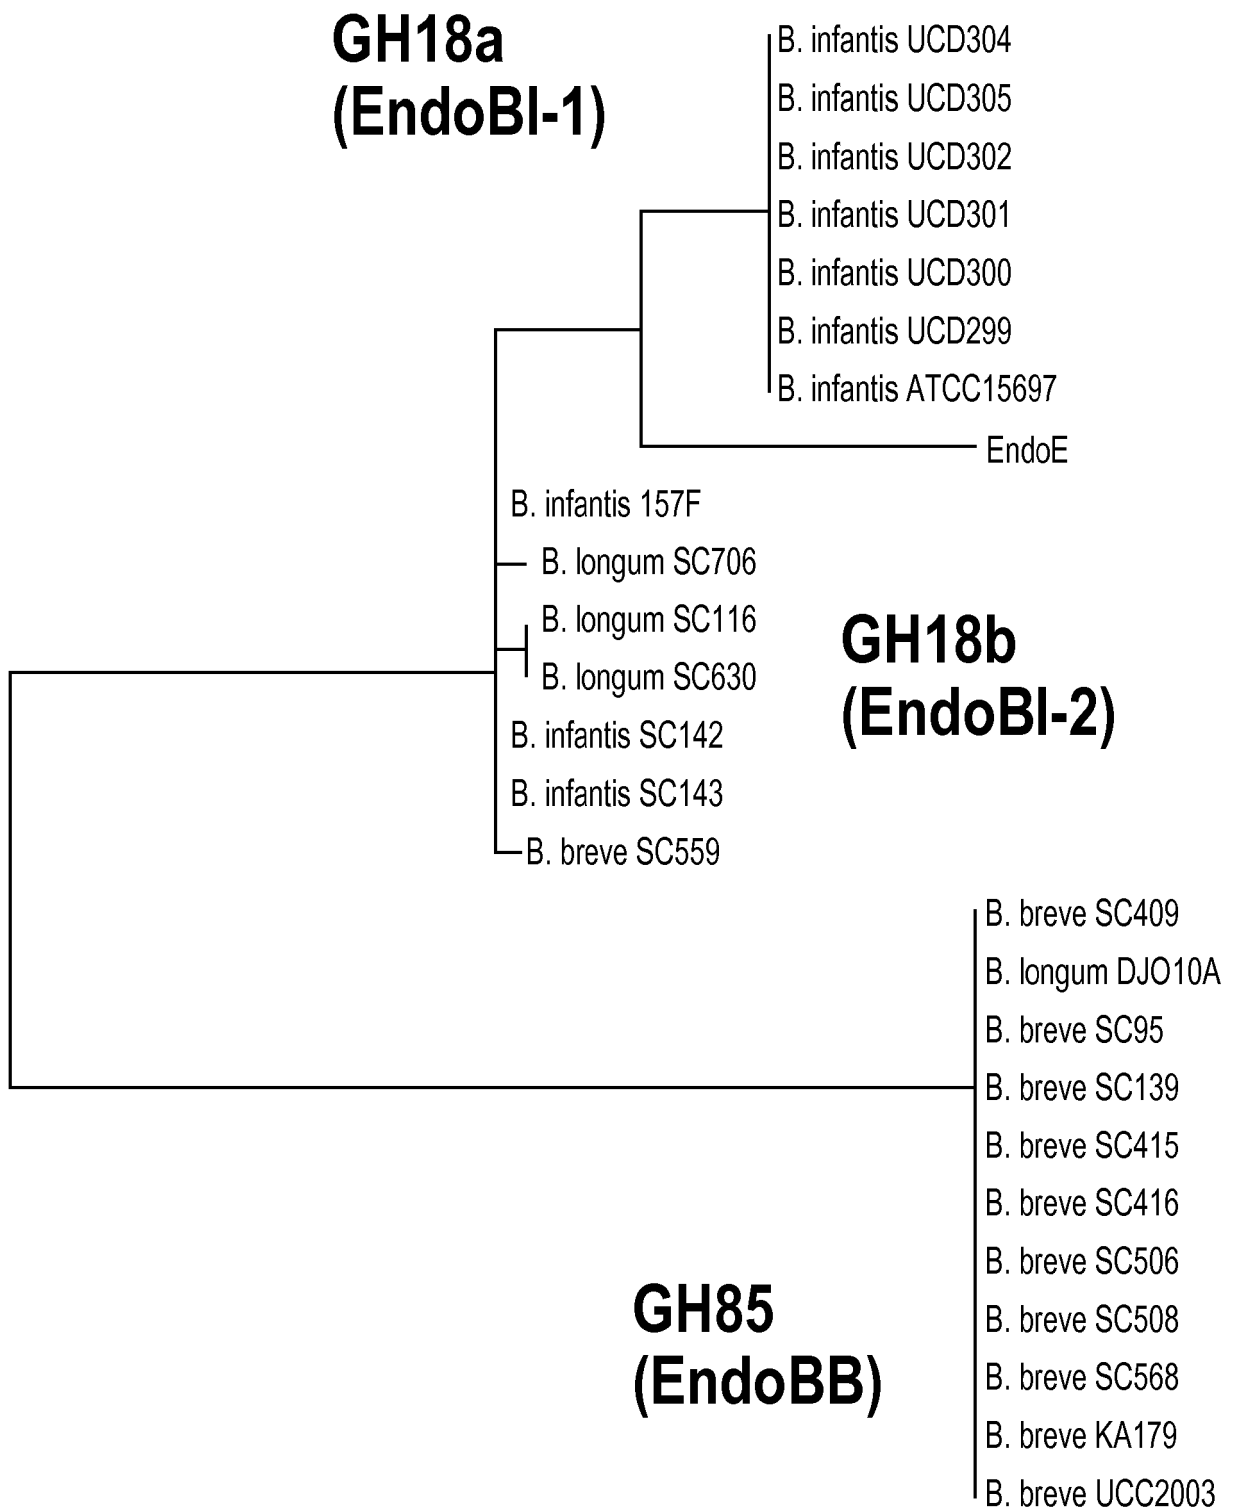 GH18a
(EndoBI-1)
B. infantis UCD304
B. infantis UCD305
B. infantis UCD302
B. infantis UCD301
B. infantis UCD300
B. infantis UCD299
B. infantis ATCC15697
EndoE
B. infantis 157F
B. longum SC706
B. longum SC116
B. longum SC630
GH18b
(EndoBI-2)
B. infantis SC142
B. infantis SC143
B. breve SC559
B. breve SC409
B. longum DJO10A
B. breve SC95
B. breve SC139
B. breve SC415
B. breve SC416
B. breve SC506
B. breve SC508
B. breve SC568
B. breve KA179
B. breve UCC2003
GH85
(EndoBB)